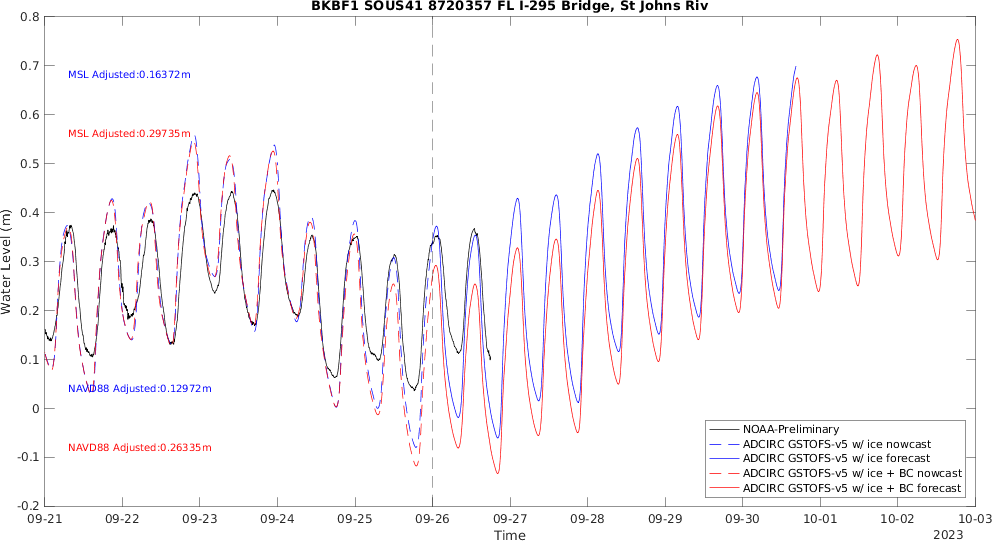 BKBF1 SOUS41 8720357 FL I-295 Bridge, St Johns Riv
0.8
0.7
0.6
0.5
0.4
0.3
0.2
0.1
0
-0.1
-0.2
Water Level (m)
MSL Adjusted:0.16372m
MSL Adjusted:0.29735m
NAVD88 Adjusted:0.12972m
NAVD88 Adjusted:0.26335m
NOAA-Preliminary
ADCIRC GSTOFS-v5 w/ ice nowcast
ADCIRC GSTOFS-v5 w/ ice forecast
ADCIRC GSTOFS-v5 w/ ice + BC nowcast
ADCIRC GSTOFS-v5 w/ ice + BC forecast
09-21 09-22 09-23 09-24 09-25 09-26 09-27 09-28 09-29 09-30 10-01 10-02 10-03
Time
2023